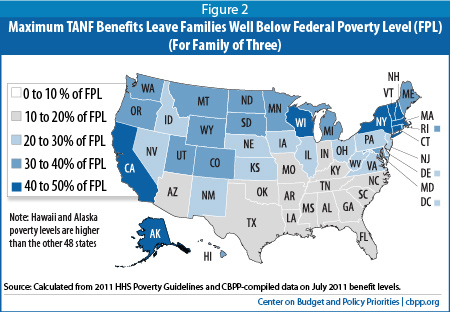 Figure 2
Maximum TANF Benefits Leave Families Well Below Federal Poverty Level (FPL)
(For Family of Three)
0 to 10 % of FPL
10 to 20% of FPL
20 to 30% of FPL
30 to 40% of FPL
40 to 50% of FPL
Note: Hawaii and Alaska
poverty levels are higher
than the other 48 states
WA
OR
CA
NV
ID
MT
WY
UT
CO
AZ
NM
ND
SD
NE
KS
OK
TX
MN
IA
MO
AR
LA
WI
IL
MI
IN
OH
KY
TN
MS
AL
GA
FL
SC
NC
VA
WV
PA
NY
VT
NH
ME
MA
RI
CT
NJ
DE
MD
DC
AK
HI
Source: Calculated from 2011 HHS Poverty Guidelines and CBPP-compiled data on July 2011 benefit levels.
Center on Budget and Policy Priorities | cbpp.org